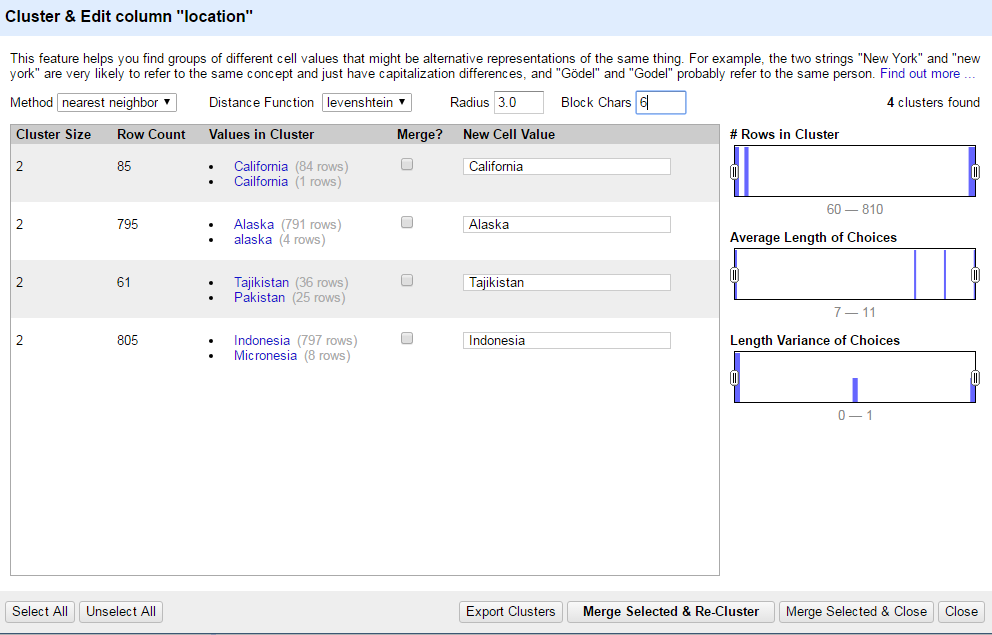 Cluster & Edit column "location"
This feature helps you find groups of different cell values that might be alternative representations of the same thing. For example, the two strings "New York" and "new
york" are very likely to refer to the same concept and just have capitalization differences, and "Gödel" and "Godel" probably refer to the same person. Find out more ...
Method nearest neighbor Distance Function levenshtein Radius 3.0 Block Chars 6 4 clusters found
Cluster Size Row Count Values in Cluster Merge? New Cell Value
2 85 California (84 rows) California
Cailfornia (1 rows)
2 795 Alaska (791 rows) Alaska
alaska (4 rows)
2 61 Tajikistan (36 rows) Tajikistan
Pakistan (25 rows)
2 805 Indonesia (797 rows) Indonesia
Micronesia (8 rows)
# Rows in Cluster
60 — 810
Average Length of Choices
7 — 11
Length Variance of Choices
0 — 1
Select All Unselect All Export Clusters Merge Selected & Re-Cluster Merge Selected & Close Close